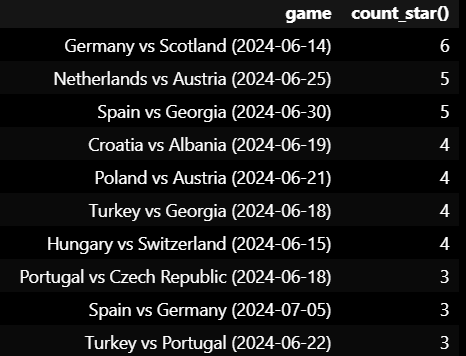 game count_star()
Germany vs Scotland (2024-06-14) 6
Netherlands vs Austria (2024-06-25) 5
Spain vs Georgia (2024-06-30) 5
Croatia vs Albania (2024-06-19) 4
Poland vs Austria (2024-06-21) 4
Turkey vs Georgia (2024-06-18) 4
Hungary vs Switzerland (2024-06-15) 4
Portugal vs Czech Republic (2024-06-18) 3
Spain vs Germany (2024-07-05) 3
Turkey vs Portugal (2024-06-22) 3